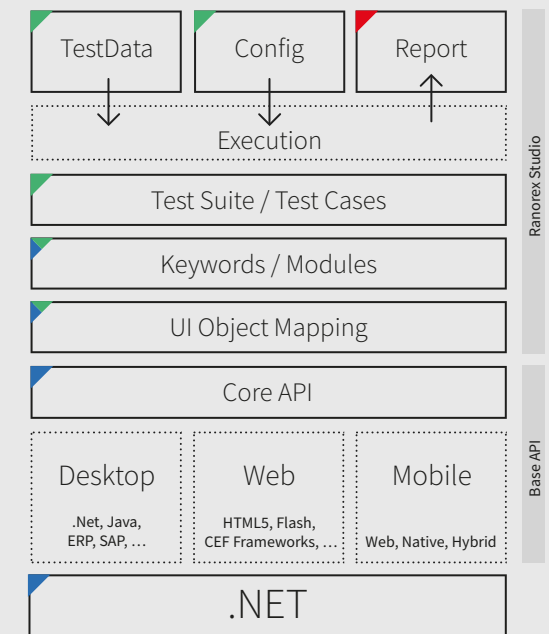 TestData
Config
Report
Execution
Test Suite / Test Cases
Keywords / Modules
UI Object Mapping
Ranorex Studio
Core API
Desktop
.Net, Java,
ERP, SAP, …
Web
HTML5, Flash,
CEF Frameworks, …
Mobile
Web, Native, Hybrid
Base API
.NET